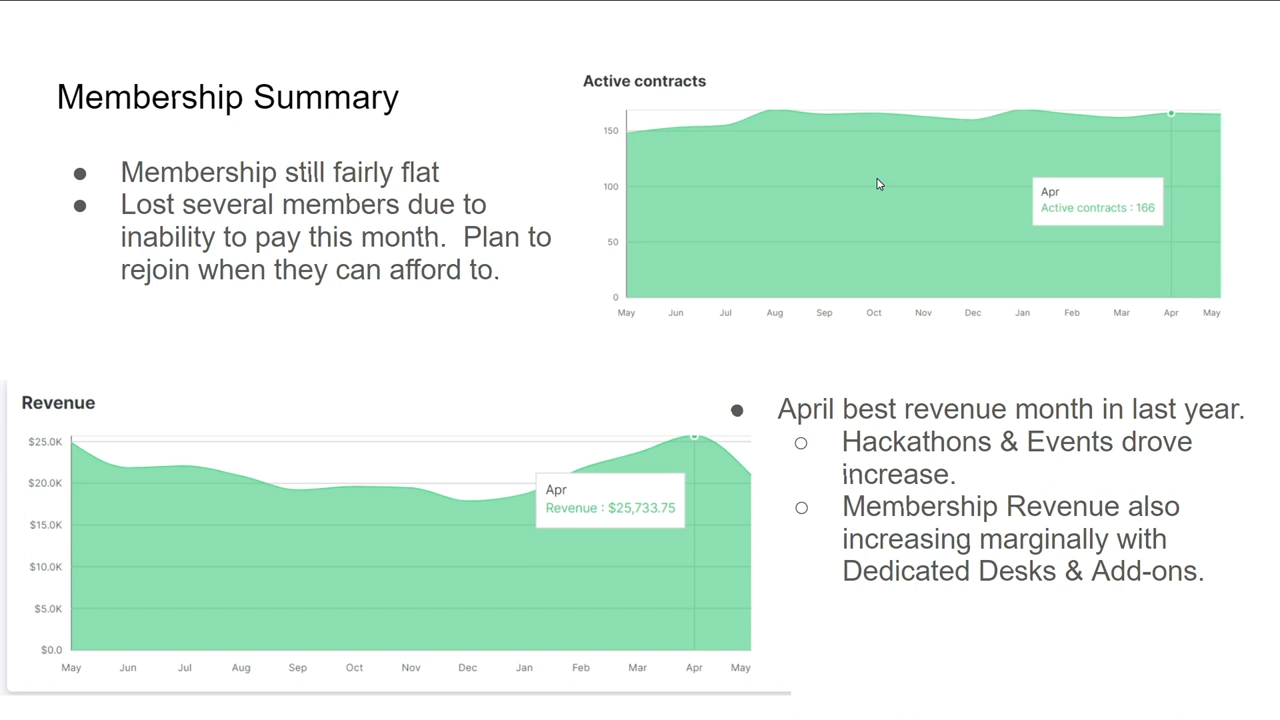 Membership Summary
● Membership still fairly flat
● Lost several members due to
inability to pay this month.  Plan to
rejoin when they can afford to.
Active contracts
150
100
50
0
Apr
Active contracts : 166
May Jun Jul Aug Sep Oct Nov Dec Jan Feb Mar Apr May
Revenue
$25.0K
$20.0K
$15.0K
$10.0K
$5.0K
$0.0
Apr
Revenue : $25,733.75
May Jun Jul Aug Sep Oct Nov Dec Jan Feb Mar Apr May
● April best revenue month in last year.
○ Hackathons & Events drove
increase.
○ Membership Revenue also
increasing marginally with
Dedicated Desks & Add-ons.